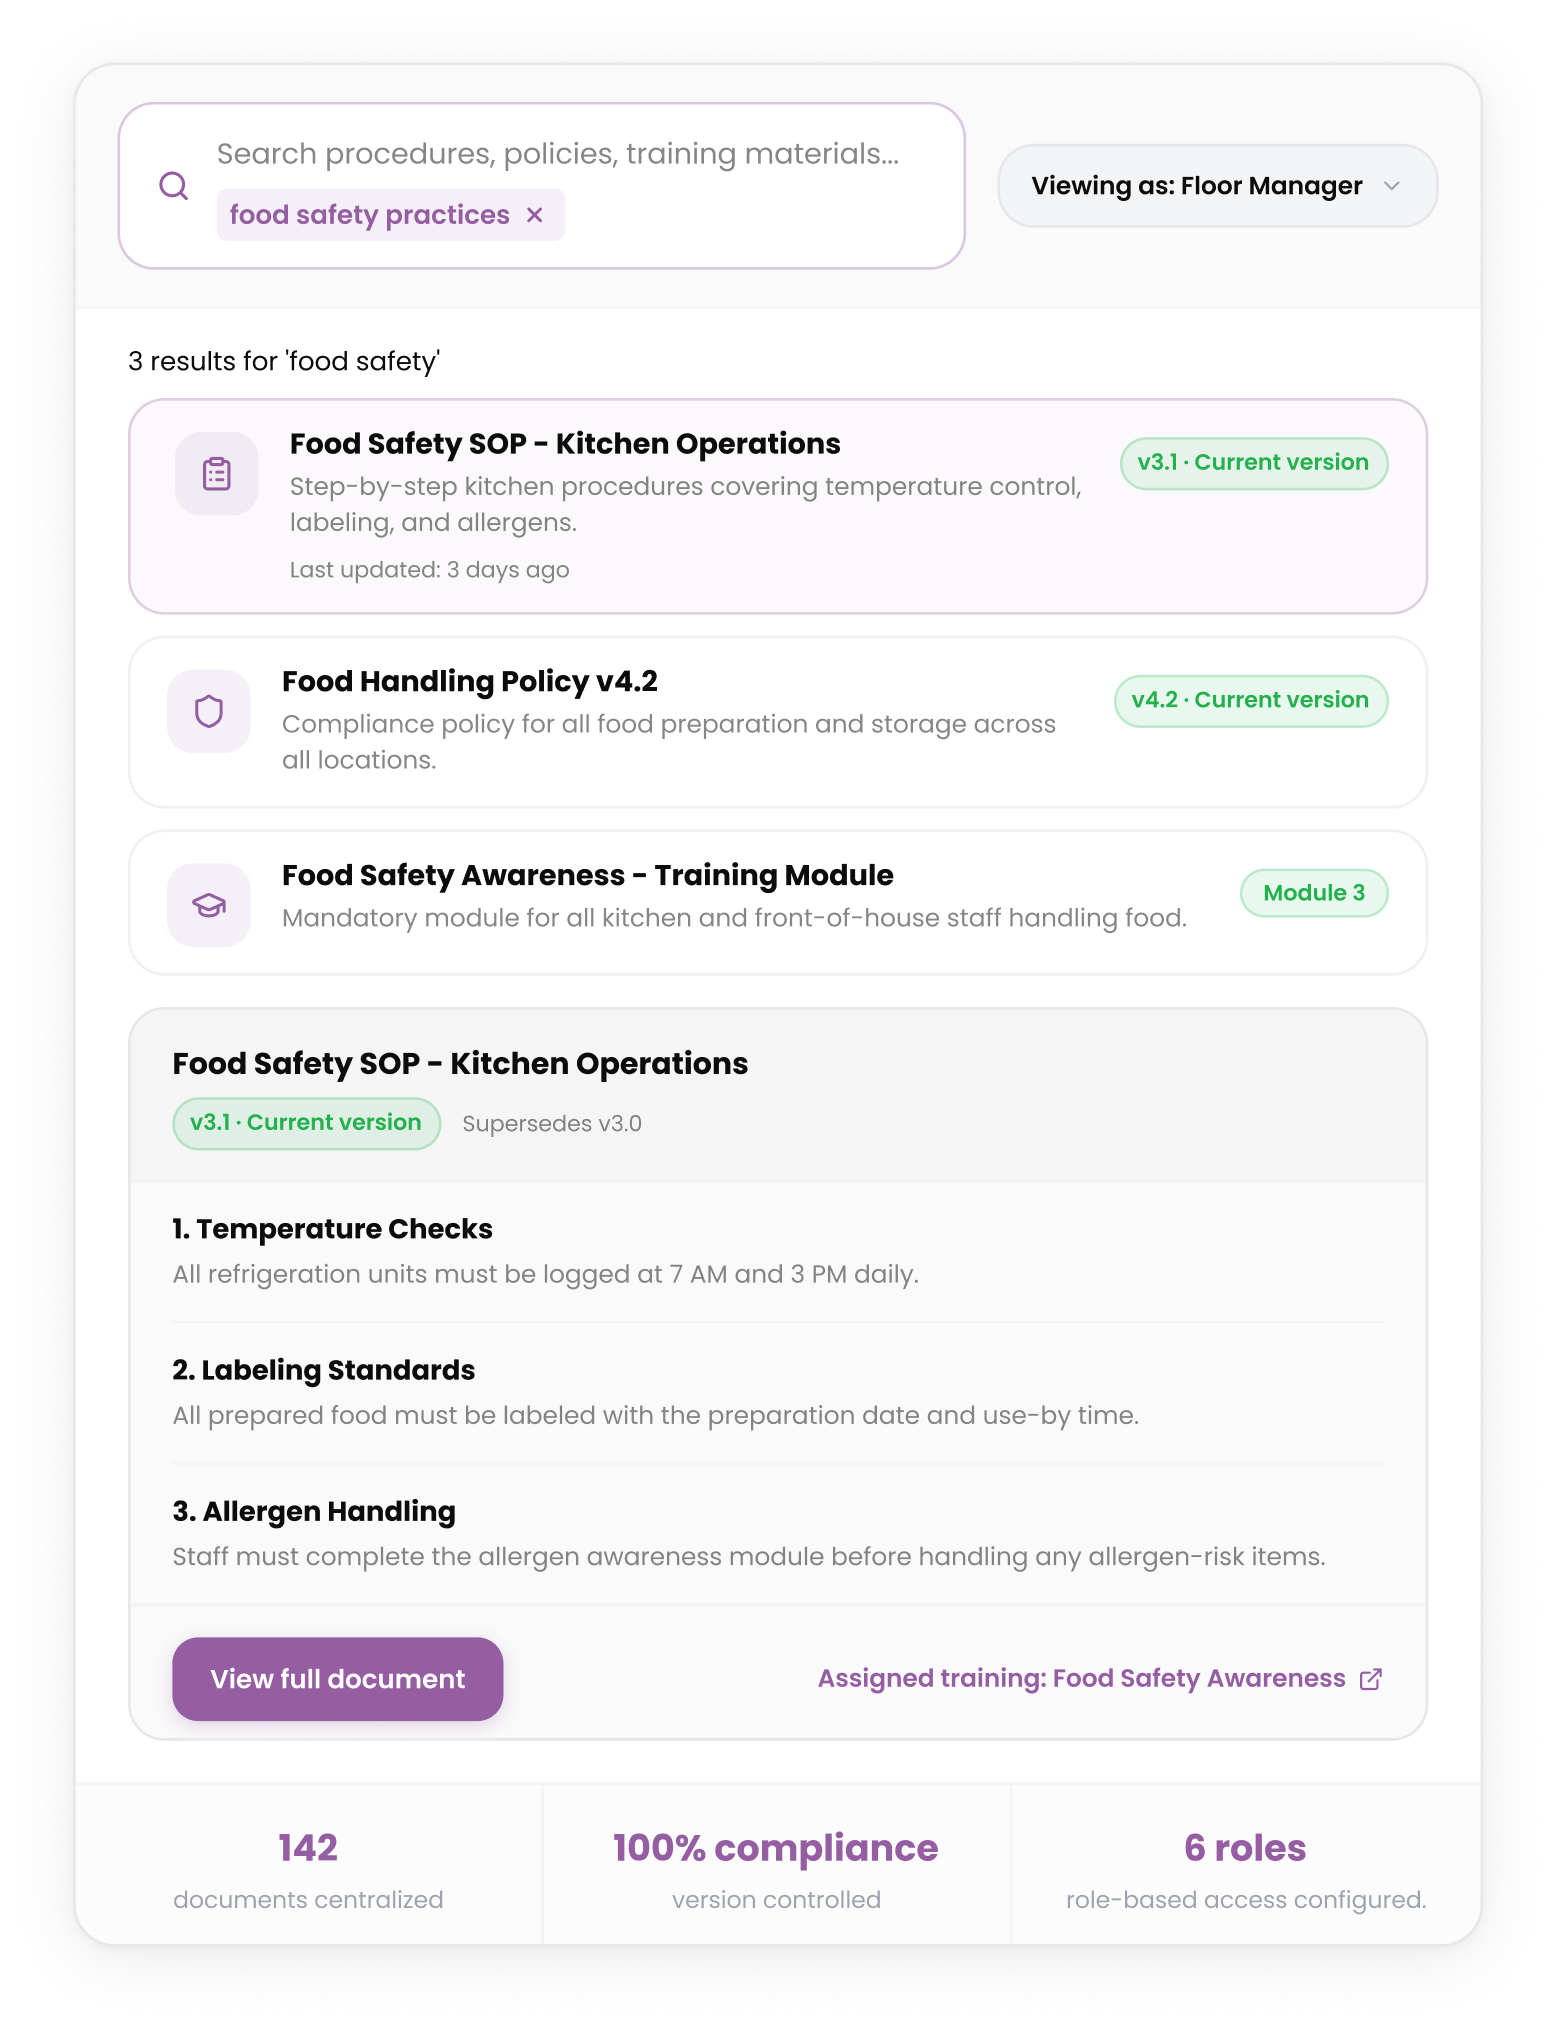 Search procedures, policies, training materials...
food safety practices ×
Viewing as: Floor Manager
3 results for 'food safety'
Food Safety SOP - Kitchen Operations
v3.1 · Current version
Step-by-step kitchen procedures covering temperature control,
labeling, and allergens.
Last updated: 3 days ago
Food Handling Policy v4.2
v4.2 · Current version
Compliance policy for all food preparation and storage across
all locations.
Food Safety Awareness - Training Module
Module 3
Mandatory module for all kitchen and front-of-house staff handling food.
Food Safety SOP - Kitchen Operations
v3.1 · Current version Supersedes v3.0
1. Temperature Checks
All refrigeration units must be logged at 7 AM and 3 PM daily.
2. Labeling Standards
All prepared food must be labeled with the preparation date and use-by time.
3. Allergen Handling
Staff must complete the allergen awareness module before handling any allergen-risk items.
View full document
Assigned training: Food Safety Awareness
142
documents centralized
100% compliance
version controlled
6 roles
role-based access configured.